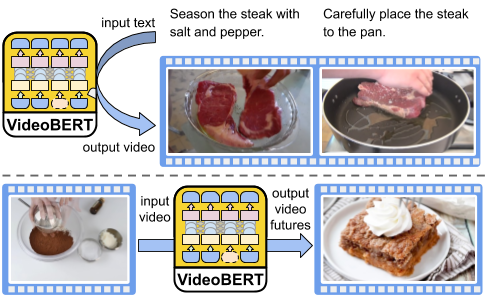 input text
Season the steak with
salt and pepper.
Carefully place the steak
to the pan.
VideoBERT
output video
input
video
output
video
futures
VideoBERT